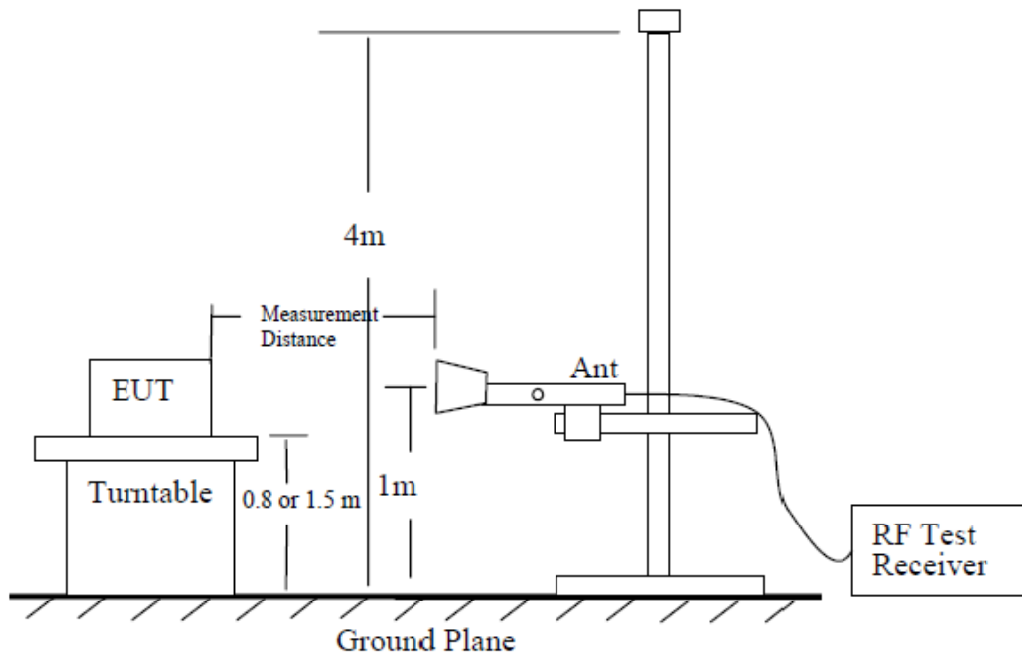 4m
Measurement
Distance
EUT
Ant
Turntable
0.8 or 1.5 m
1m
RF Test
Receiver
Ground Plane